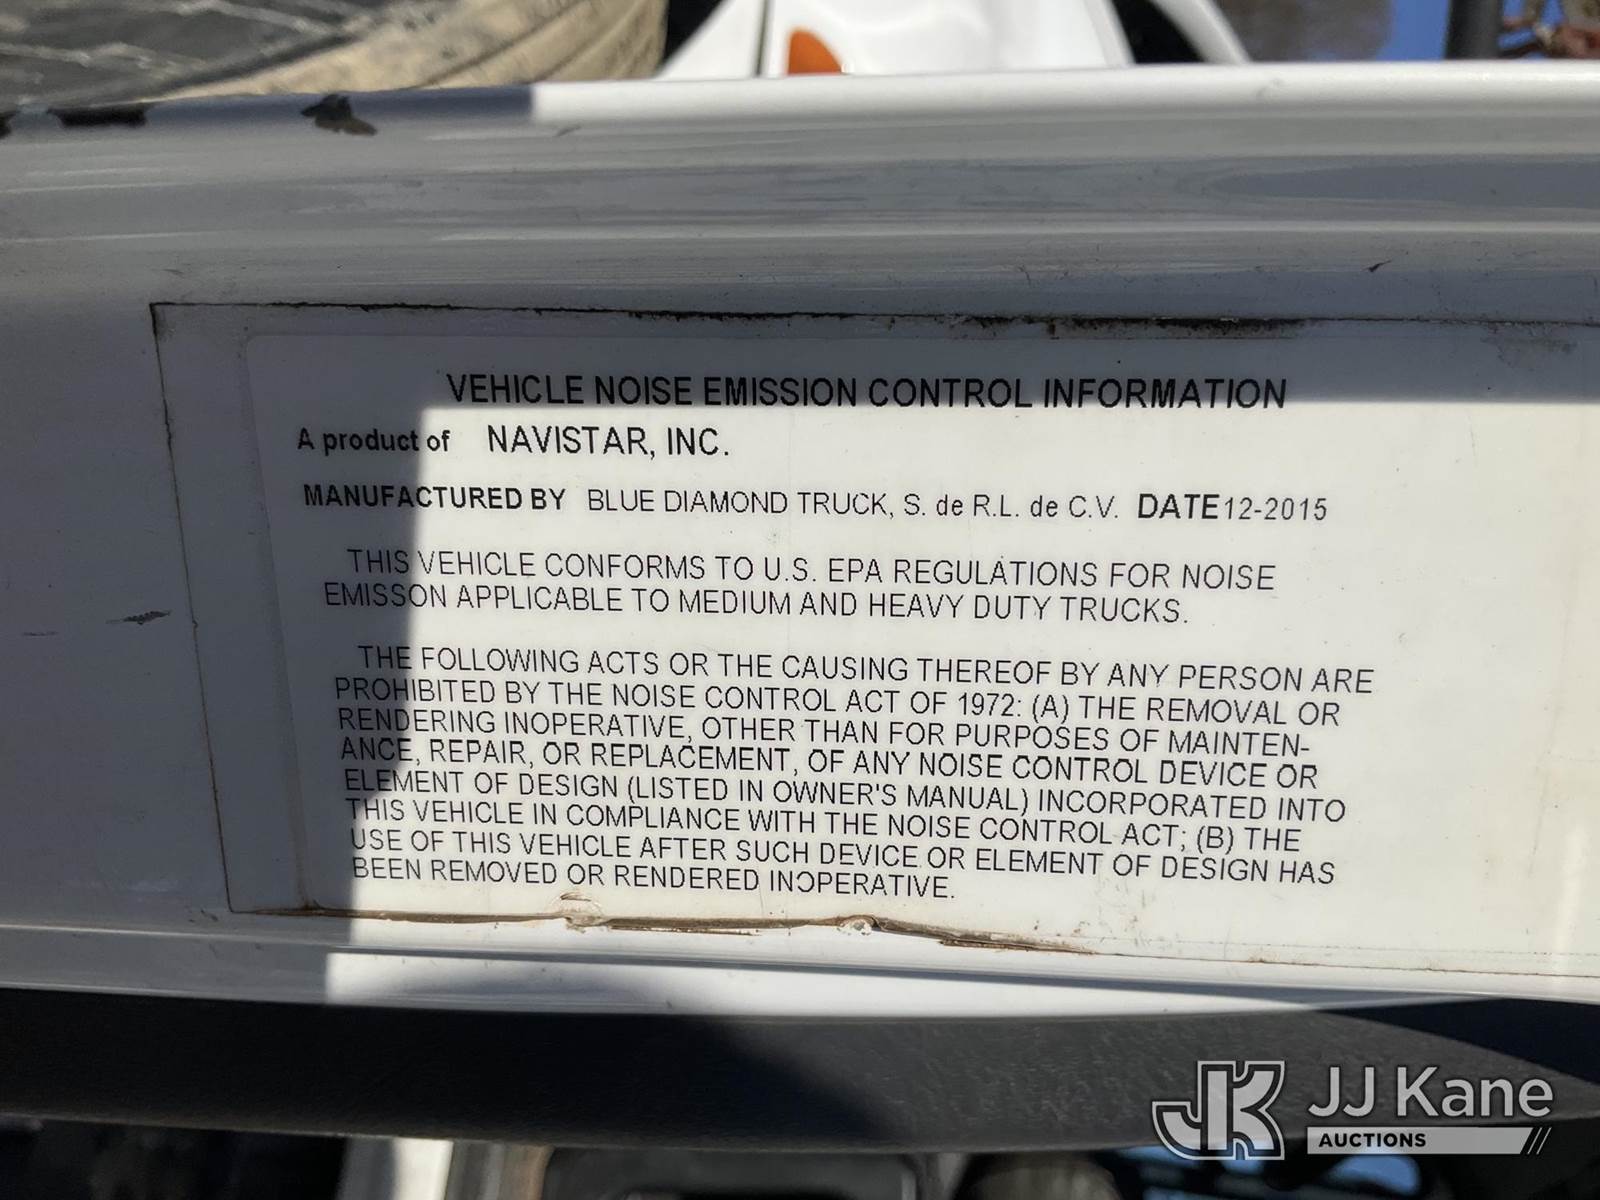 VEHICLE NOISE EMISSION CONTROL INFORMATION
A product of NAVISTAR, INC.
MANUFACTURED BY BLUE DIAMOND TRUCK, S. de R.L. de C.V. DATE 12-2015
THIS VEHICLE CONFORMS TO U.S. EPA REGULATIONS FOR NOISE
EMISSON APPLICABLE TO MEDIUM AND HEAVY DUTY TRUCKS.
THE FOLLOWING ACTS OR THE CAUSING THEREOF BY ANY PERSON ARE
PROHIBITED BY THE NOISE CONTROL ACT OF 1972: (A) THE REMOVAL OR
RENDERING INOPERATIVE, OTHER THAN FOR PURPOSES OF MAINTEN-
ANCE, REPAIR, OR REPLACEMENT, OF ANY NOISE CONTROL DEVICE OR
ELEMENT OF DESIGN (LISTED IN OWNER'S MANUAL) INCORPORATED INTO
THIS VEHICLE IN COMPLIANCE WITH THE NOISE CONTROL ACT; (B) THE
USE OF THIS VEHICLE AFTER SUCH DEVICE OR ELEMENT OF DESIGN HAS
BEEN REMOVED OR RENDERED INOPERATIVE.
JK JJ Kane
AUCTIONS